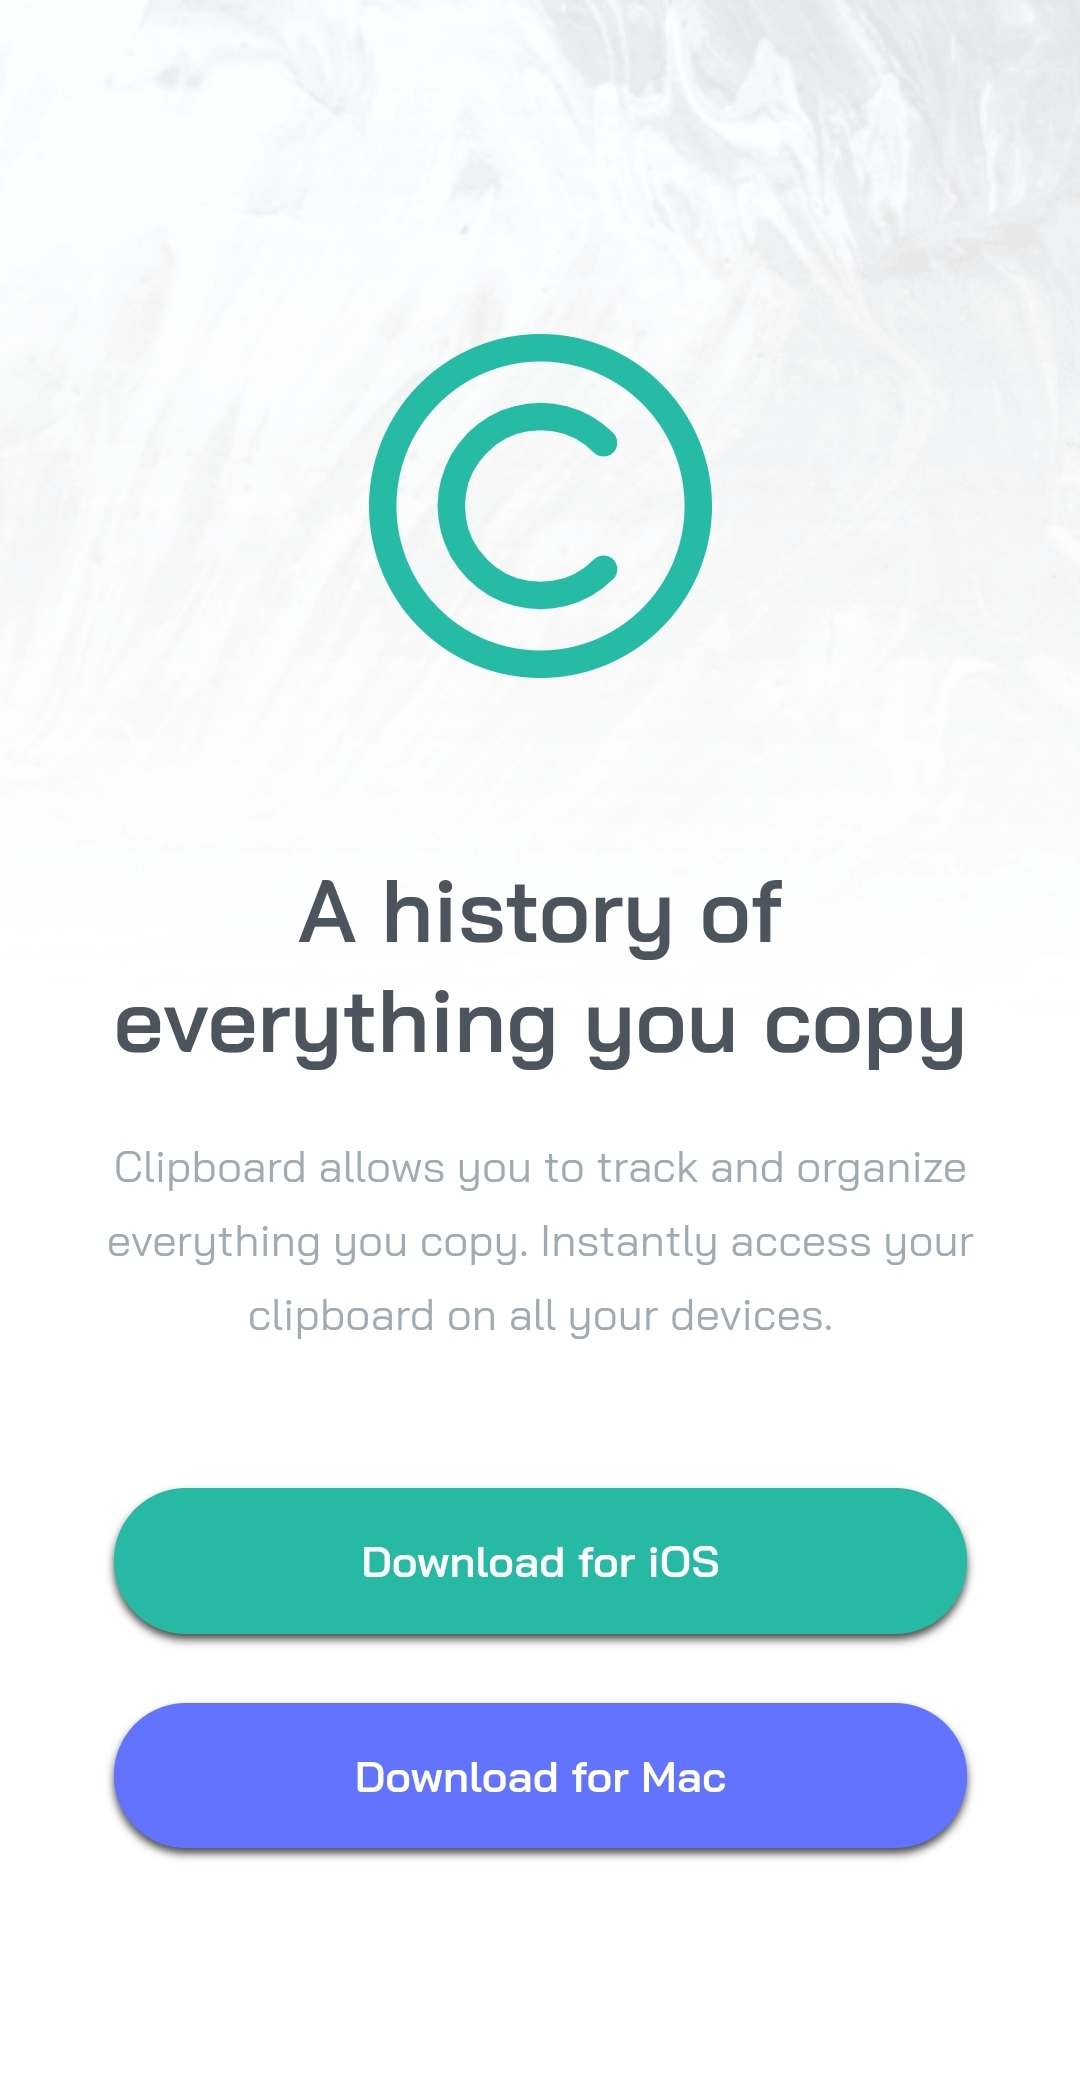 A history of
everything you copy
Clipboard allows you to track and organize
everything you copy. Instantly access your
clipboard on all your devices.
Download for iOS
Download for Mac